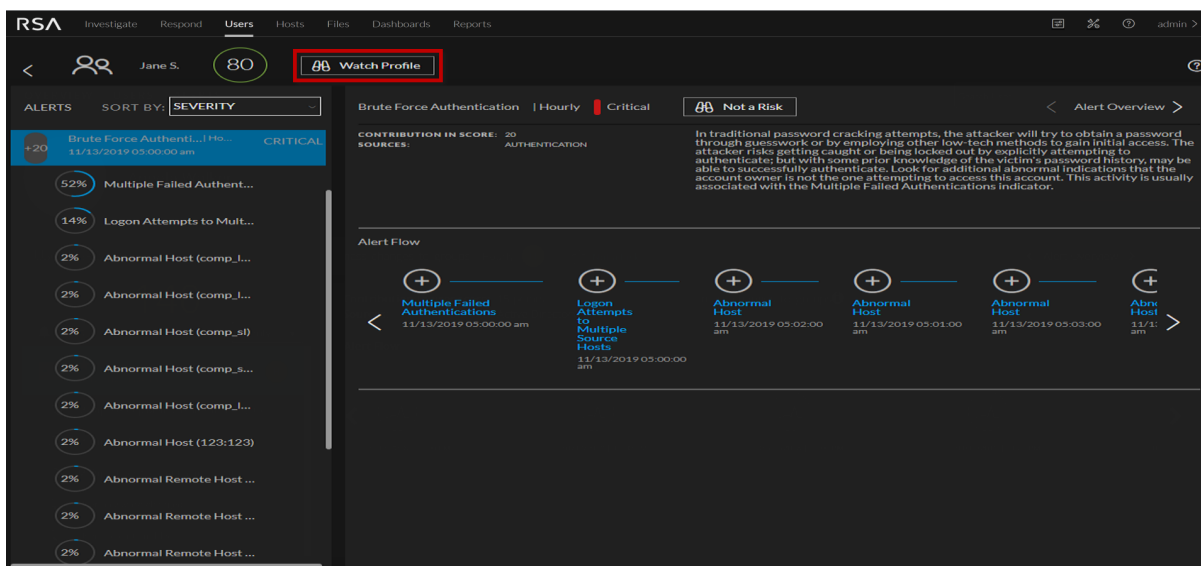 RSA Investigate Respond Users Hosts Files Dashboards Reports admin >
Jane S. 80 Watch Profile
ALERTS SORT BY: SEVERITY
+20 Brute Force Authenti...| Ho... CRITICAL
11/13/2019 05:00:00 am
52% Multiple Failed Authent...
14% Logon Attempts to Mult...
2% Abnormal Host (comp_l...
2% Abnormal Host (comp_l...
2% Abnormal Host (comp_sl)
2% Abnormal Host (comp_s...
2% Abnormal Host (comp_l...
2% Abnormal Host (123:123)
2% Abnormal Remote Host ...
2% Abnormal Remote Host ...
2% Abnormal Remote Host ...
Brute Force Authentication | Hourly Critical Not a Risk < Alert Overview >
CONTRIBUTION IN SCORE: 20
SOURCES: AUTHENTICATION
In traditional password cracking attempts, the attacker will try to obtain a password
through guesswork or by employing other low-tech methods to gain initial access. The
attacker risks getting caught or being locked out by explicitly attempting to
authenticate; but with some prior knowledge of the victim's password history, may be
able to successfully authenticate. Look for additional abnormal indications that the
account owner is not the one attempting to access this account. This activity is usually
associated with the Multiple Failed Authentications indicator.
Alert Flow
Multiple Failed
Authentications
11/13/2019 05:00:00 am
Logon
Attempts
to
Multiple
Source
Hosts
11/13/2019 05:00:00
am
Abnormal
Host
11/13/2019 05:02:00
am
Abnormal
Host
11/13/2019 05:01:00
am
Abnormal
Host
11/13/2019 05:03:00
am
Abno
Host
11/1
am